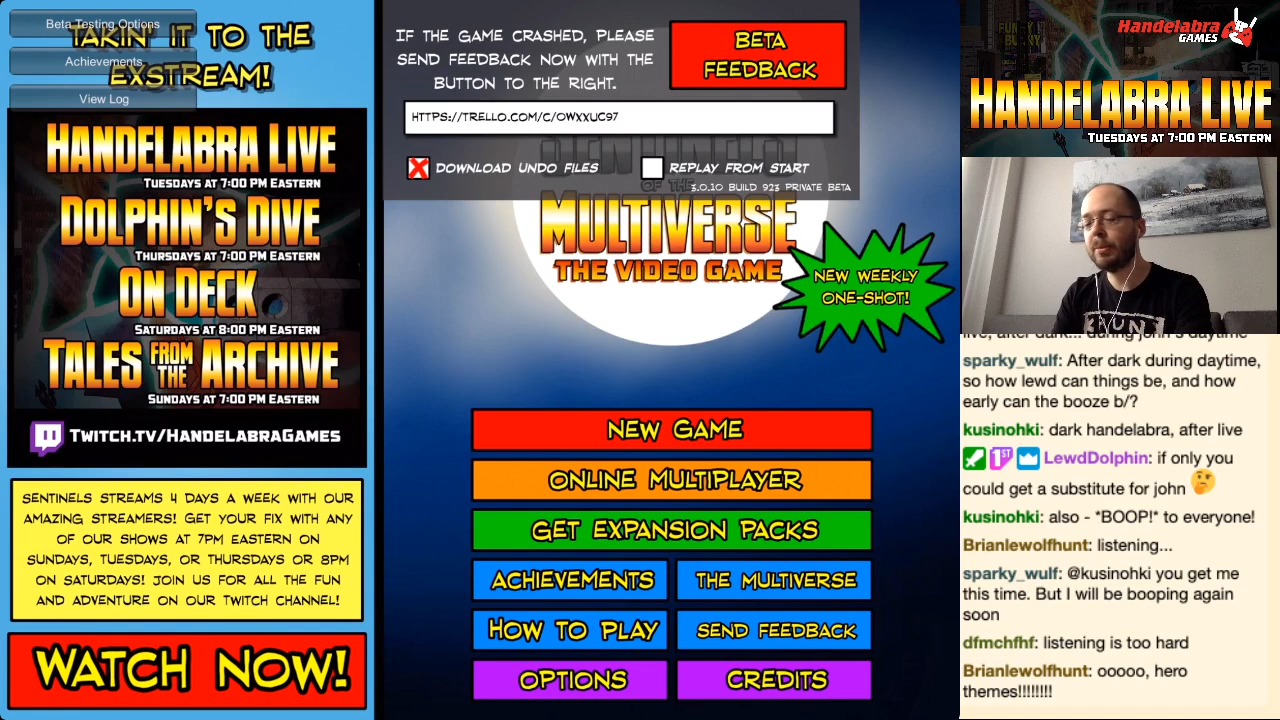 Beta Testing Options
TAKIN' IT TO THE
EXSTREAM!
Achievements
View Log
HANDELABRA LIVE
TUESDAYS AT 7:00 PM EASTERN
DOLPHIN'S DIVE
THURSDAYS AT 7:00 PM EASTERN
ON DECK
SATURDAYS AT 8:00 PM EASTERN
TALES FROM THE ARCHIVE
SUNDAYS AT 7:00 PM EASTERN
TWITCH.TV/HANDELABRAGAMES
SENTINELS STREAMS 4 DAYS A WEEK WITH OUR
AMAZING STREAMERS! GET YOUR FIX WITH ANY
OF OUR SHOWS AT 7PM EASTERN ON
SUNDAYS, TUESDAYS, OR THURSDAYS OR 8PM
ON SATURDAYS! JOIN US FOR ALL THE FUN
AND ADVENTURE ON OUR TWITCH CHANNEL!
WATCH NOW!
IF THE GAME CRASHED, PLEASE
SEND FEEDBACK NOW WITH THE
BUTTON TO THE RIGHT.
BETA
FEEDBACK
HTTPS://TRELLO.COM/C/OWXXUC97
DOWNLOAD UNDO FILES
REPLAY FROM START
3.0.10 BUILD 923 PRIVATE BETA
SENTINELS
OF THE
MULTIVERSE
THE VIDEO GAME
NEW WEEKLY
ONE-SHOT!
NEW GAME
ONLINE MULTIPLAYER
GET EXPANSION PACKS
ACHIEVEMENTS
THE MULTIVERSE
HOW TO PLAY
SEND FEEDBACK
OPTIONS
CREDITS
Handelabra
GAMES
HANDELABRA LIVE
TUESDAYS AT 7:00 PM EASTERN
live, after dark... during john's daytime
sparky_wulf: After dark during daytime,
so how lewd can things be, and how
early can the booze b/?
kusinohki: dark handelabra, after live
1ST LewdDolphin: if only you
could get a substitute for john
kusinohki: also - *BOOP!* to everyone!
Brianlewolfhunt: listening...
sparky_wulf: @kusinohki you get me
this time. But I will be booping again
soon
dfmchfhf: listening is too hard
Brianlewolfhunt: ooooo, hero
themes!!!!!!!!